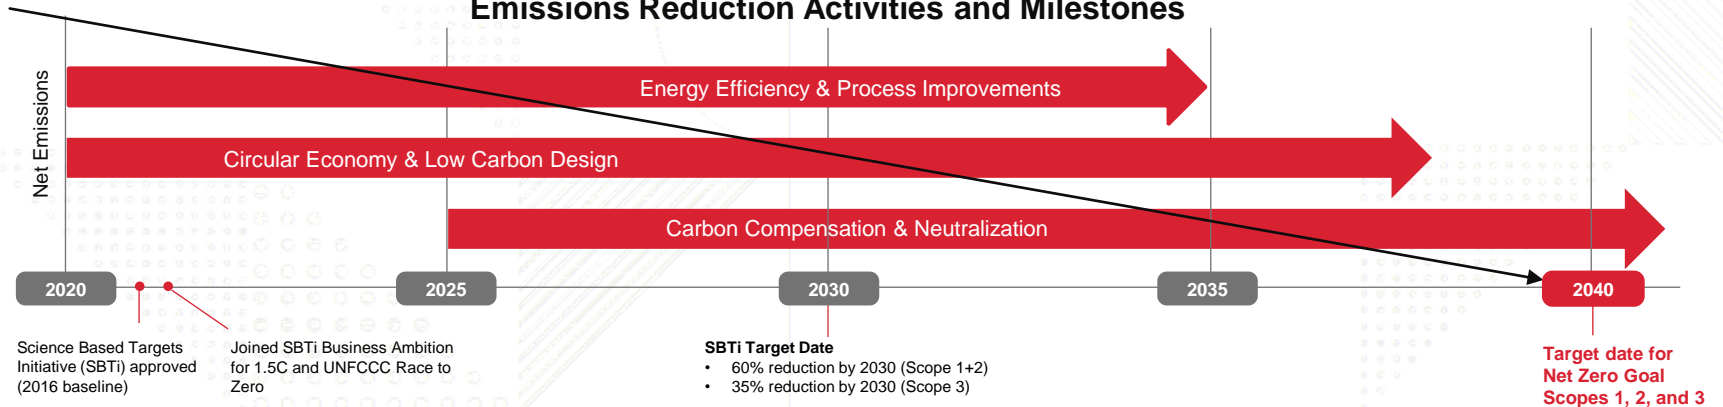 Emissions Reduction Activities and Milestones
Net Emissions
Energy Efficiency & Process Improvements
Circular Economy & Low Carbon Design
Carbon Compensation & Neutralization
2020
2025
2030
2035
2040
Science Based Targets
Initiative (SBTi) approved
(2016 baseline)
Joined SBTi Business Ambition
for 1.5C and UNFCCC Race to
Zero
SBTi Target Date
• 60% reduction by 2030 (Scope 1+2)
• 35% reduction by 2030 (Scope 3)
Target date for
Net Zero Goal
Scopes 1, 2, and 3